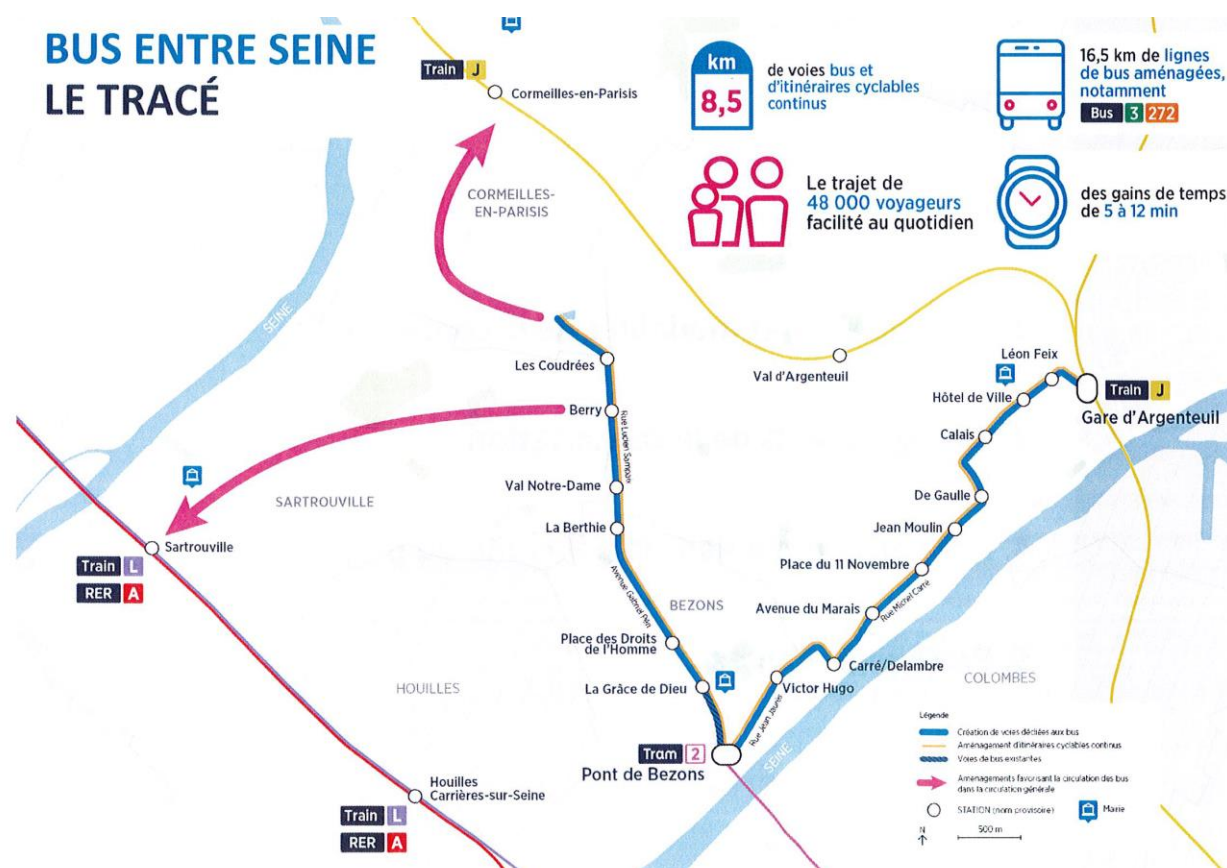 BUS ENTRE SEINE
LE TRACÉ
Train J
Cormeilles-en-Parisis
km
8,5
de voies bus et
d'itinéraires cyclables
continus
16,5 km de lignes
de bus aménagées,
notamment
Bus 3 272
Le trajet de
48 000 voyageurs
facilité au quotidien
des gains de temps
de 5 à 12 min
CORMEILLES-
EN-PARISIS
SEINE
Les Coudrées
Val d'Argenteuil
Léon Feix
Train J
Gare d'Argenteuil
Hôtel de Ville
Berry
Rue Lucien Sampaix
Calais
Val Notre-Dame
De Gaulle
SARTROUVILLE
La Berthie
Jean Moulin
Sartrouville
Train L
RER A
Place du 11 Novembre
Avenue Gabriel Péri
BEZONS
Avenue du Marais
Rue Michel Carré
Place des Droits
de l'Homme
Carré/Delambre
HOUILLES
La Grâce de Dieu
Victor Hugo
COLOMBES
Rue Jean Jaurès
Tram 2
Pont de Bezons
SEINE
Houilles
Carrières-sur-Seine
Train L
RER A
Légende
Création de voies dédiées aux bus
Aménagement d'itinéraires cyclables continus
Voies de bus existantes
Aménagements favorisant la circulation des bus
dans la circulation générale
STATION (nom provisoire)
Mairie
N
500 m